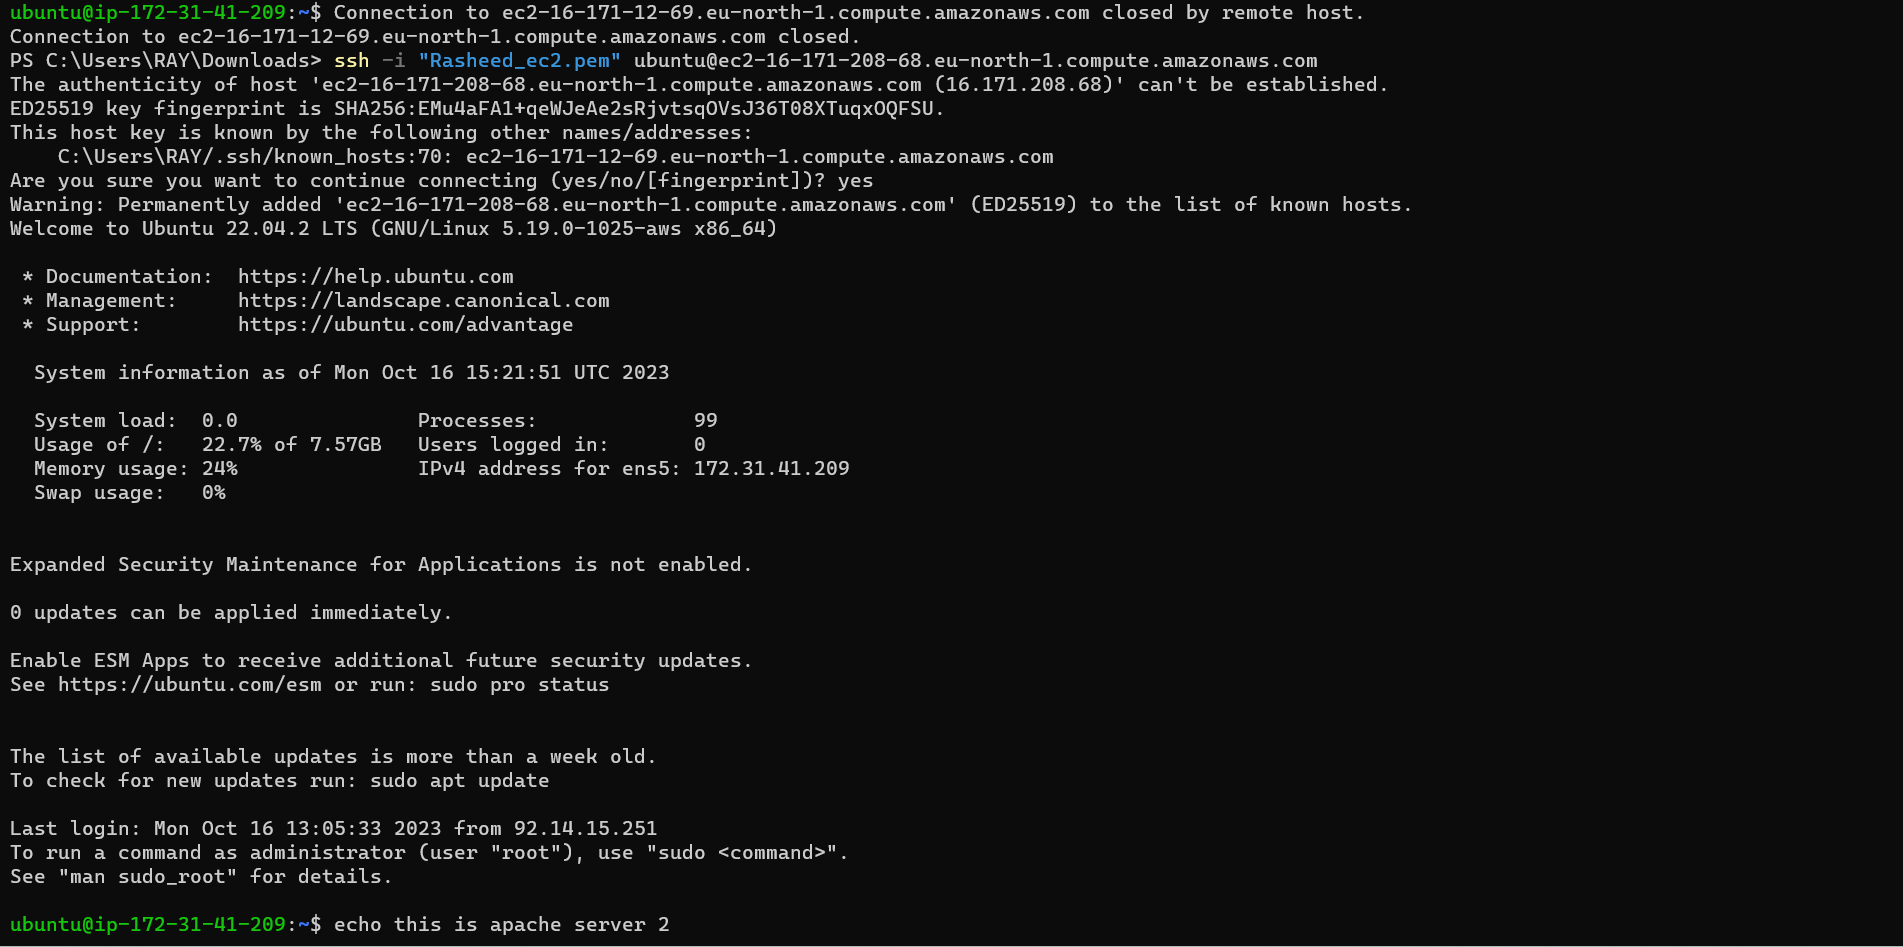 ubuntu@ip-172-31-41-209:~$ Connection to ec2-16-171-12-69.eu-north-1.compute.amazonaws.com closed by remote host.
Connection to ec2-16-171-12-69.eu-north-1.compute.amazonaws.com closed.
PS C:\Users\RAY\Downloads> ssh -i "Rasheed_ec2.pem" ubuntu@ec2-16-171-208-68.eu-north-1.compute.amazonaws.com
The authenticity of host 'ec2-16-171-208-68.eu-north-1.compute.amazonaws.com (16.171.208.68)' can't be established.
ED25519 key fingerprint is SHA256:EMu4aFA1+qeWJeAe2sRjvtsqOVsJ36T08XTuqxOQFSU.
This host key is known by the following other names/addresses:
    C:\Users\RAY/.ssh/known_hosts:70: ec2-16-171-12-69.eu-north-1.compute.amazonaws.com
Are you sure you want to continue connecting (yes/no/[fingerprint])? yes
Warning: Permanently added 'ec2-16-171-208-68.eu-north-1.compute.amazonaws.com' (ED25519) to the list of known hosts.
Welcome to Ubuntu 22.04.2 LTS (GNU/Linux 5.19.0-1025-aws x86_64)

 * Documentation:  https://help.ubuntu.com
 * Management:     https://landscape.canonical.com
 * Support:        https://ubuntu.com/advantage

  System information as of Mon Oct 16 15:21:51 UTC 2023

  System load:  0.0               Processes:             99
  Usage of /:   22.7% of 7.57GB   Users logged in:       0
  Memory usage: 24%               IPv4 address for ens5: 172.31.41.209
  Swap usage:   0%

Expanded Security Maintenance for Applications is not enabled.

0 updates can be applied immediately.

Enable ESM Apps to receive additional future security updates.
See https://ubuntu.com/esm or run: sudo pro status

The list of available updates is more than a week old.
To check for new updates run: sudo apt update

Last login: Mon Oct 16 13:05:33 2023 from 92.14.15.251
To run a command as administrator (user "root"), use "sudo <command>".
See "man sudo_root" for details.

ubuntu@ip-172-31-41-209:~$ echo this is apache server 2